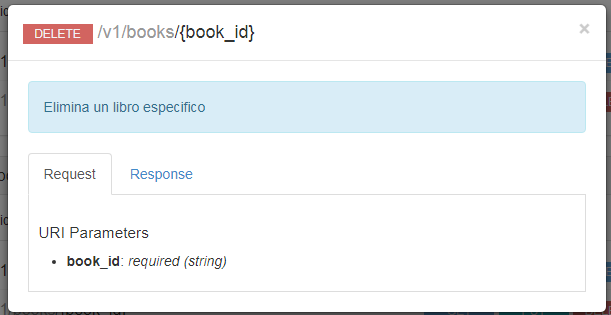 DELETE /v1/books/{book_id} ×
Elimina un libro especifico
Request Response
URI Parameters
• book_id: required (string)